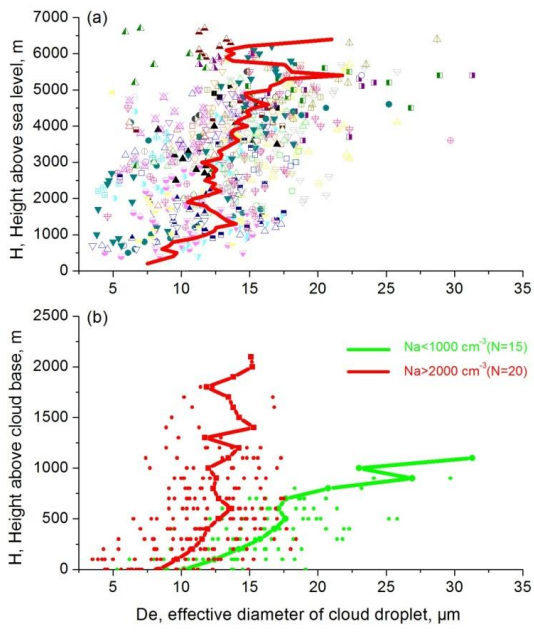 (a)
H, Height above sea level, m
7000
6000
5000
4000
3000
2000
1000
0
5 10 15 20 25 30 35
(b)
H, Height above cloud base, m
2500
2000
1500
1000
500
0
Na<1000 cm⁻³(N=15)
Na>2000 cm⁻³(N=20)
5 10 15 20 25 30 35
De, effective diameter of cloud droplet, μm